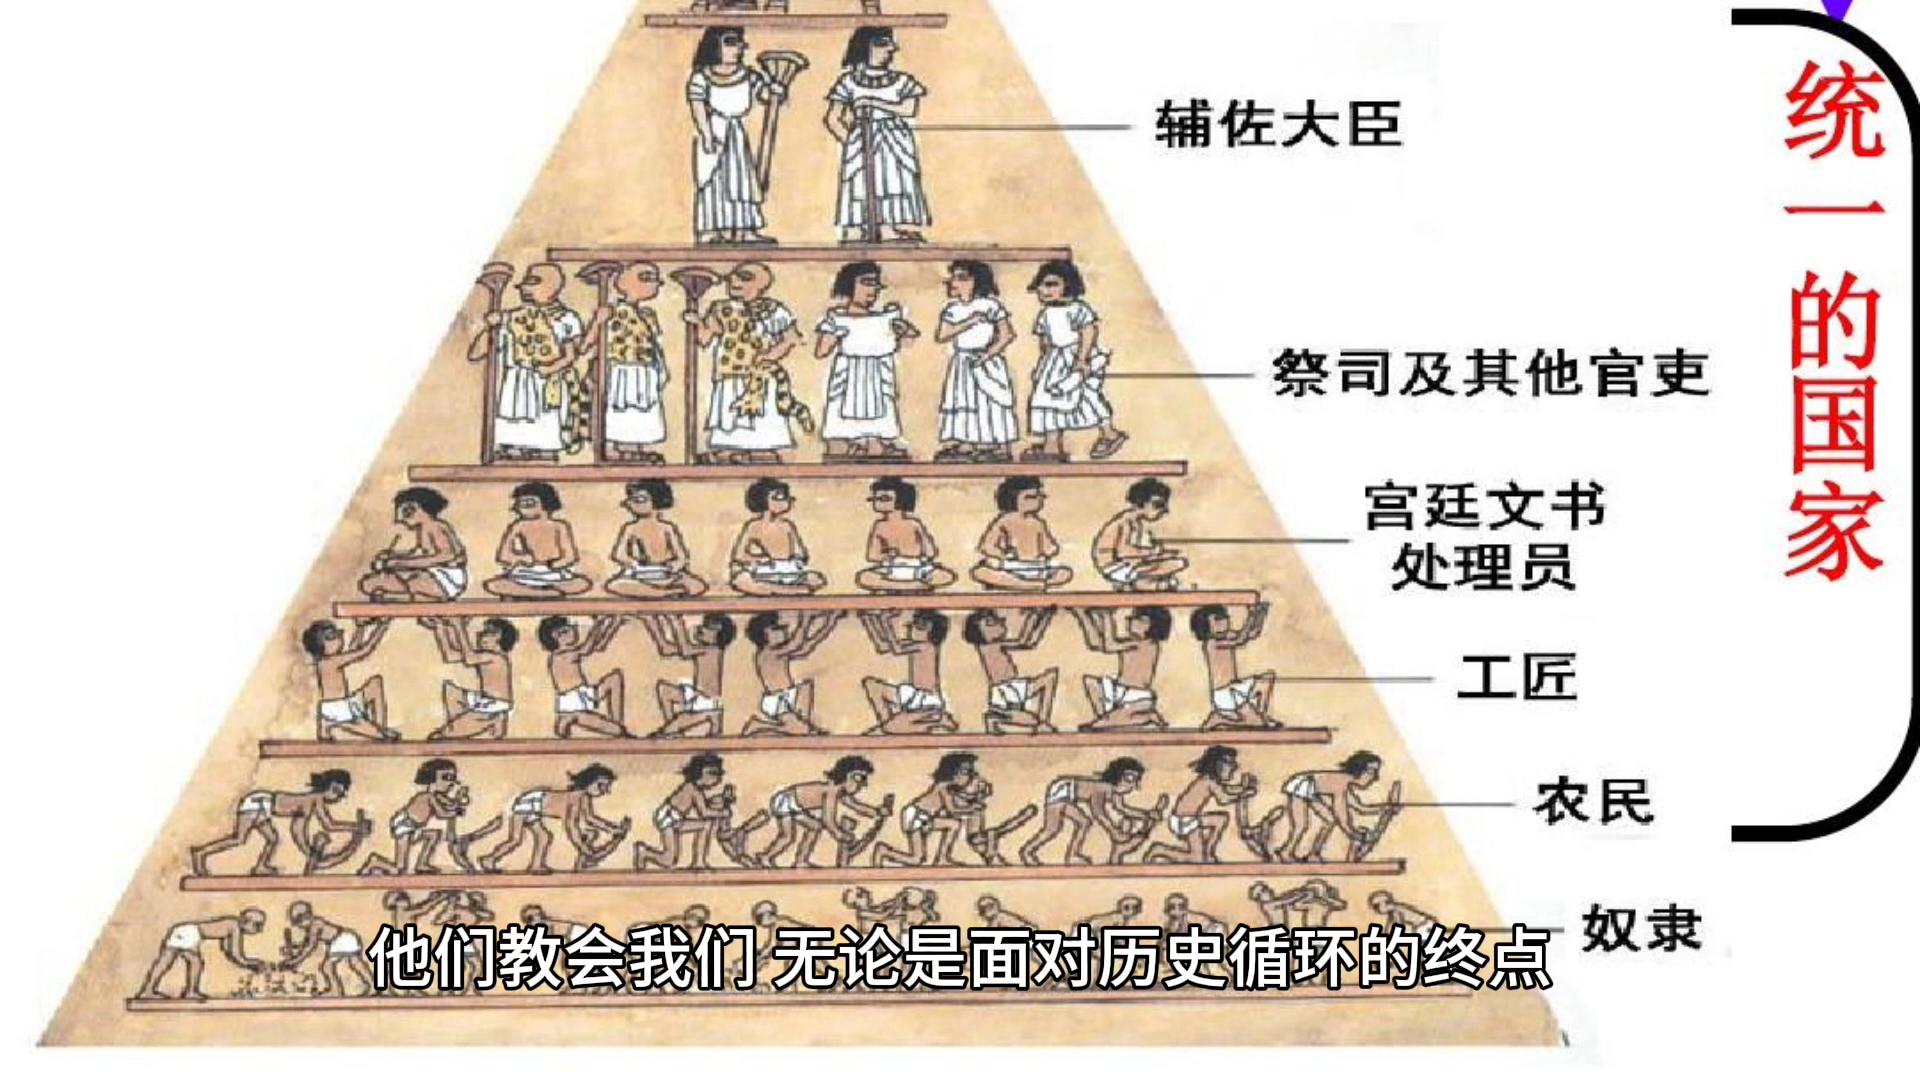 辅佐大臣
祭司及其他官吏
宫廷文书
处理员
工匠
农民
奴隶
统一的国家
他们教会我们 无论是面对历史循环的终点